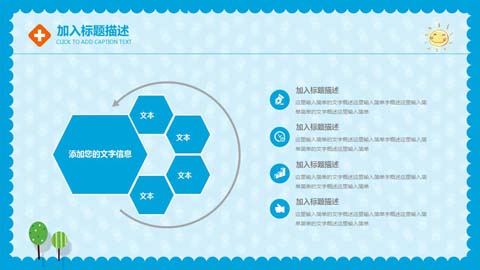 加入标题描述
CLICK TO ADD CAPTION TEXT
文本
文本
添加您的文字信息
文本
文本
加入标题描述
这里输入简单的文字概述这里输入简单字概述这里输入简
单简单的文字概述这里输入简单
加入标题描述
这里输入简单的文字概述这里输入简单字概述这里输入简
单简单的文字概述这里输入简单
加入标题描述
这里输入简单的文字概述这里输入简单字概述这里输入简
单简单的文字概述这里输入简单
加入标题描述
这里输入简单的文字概述这里输入简单字概述这里输入简
单简单的文字概述这里输入简单